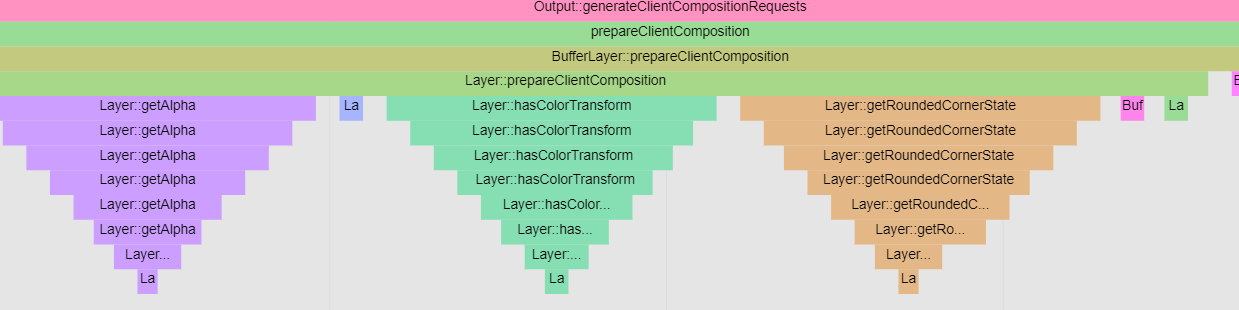 Output::generateClientCompositionRequests
prepareClientComposition
BufferLayer::prepareClientComposition
Layer::prepareClientComposition
Layer::getAlpha La Layer::hasColorTransform Layer::getRoundedCornerState Buf La
Layer::getAlpha Layer::hasColorTransform Layer::getRoundedCornerState
Layer::getAlpha Layer::hasColorTransform Layer::getRoundedCornerState
Layer::getAlpha Layer::hasColorTransform Layer::getRoundedCornerState
Layer::getAlpha Layer::hasColor... Layer::getRoundedC...
Layer::getAlpha Layer::has... Layer::getRo...
Layer... Layer:... Layer...
La La La